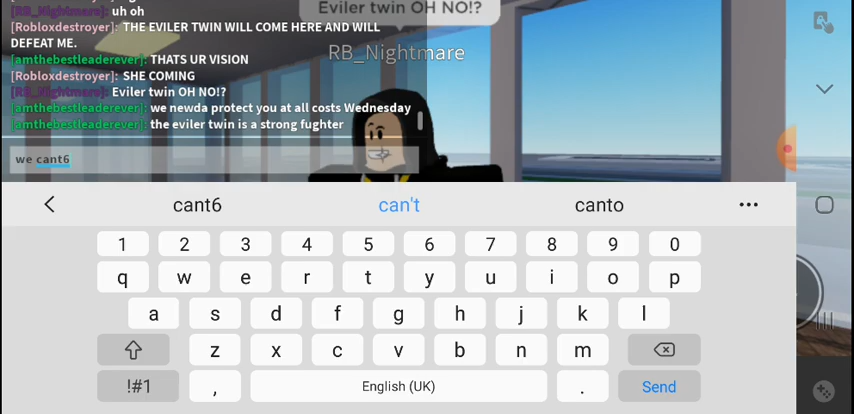 Eviler twin OH NO!?
RB_Nightmare
[RB_Nightmare]: uh oh
[Robloxdestroyer]: THE EVILER TWIN WILL COME HERE AND WILL
DEFEAT ME.
[amthebestleaderever]: THATS UR VISION
[Robloxdestroyer]: SHE COMING
[RB_Nightmare]: Eviler twin OH NO!?
[amthebestleaderever]: we newda protect you at all costs Wednesday
[amthebestleaderever]: the eviler twin is a strong fughter
we cant6
cant6 can't canto
1 2 3 4 5 6 7 8 9 0
q w e r t y u i o p
a s d f g h j k l
z x c v b n m
!#1 , English (UK) . Send